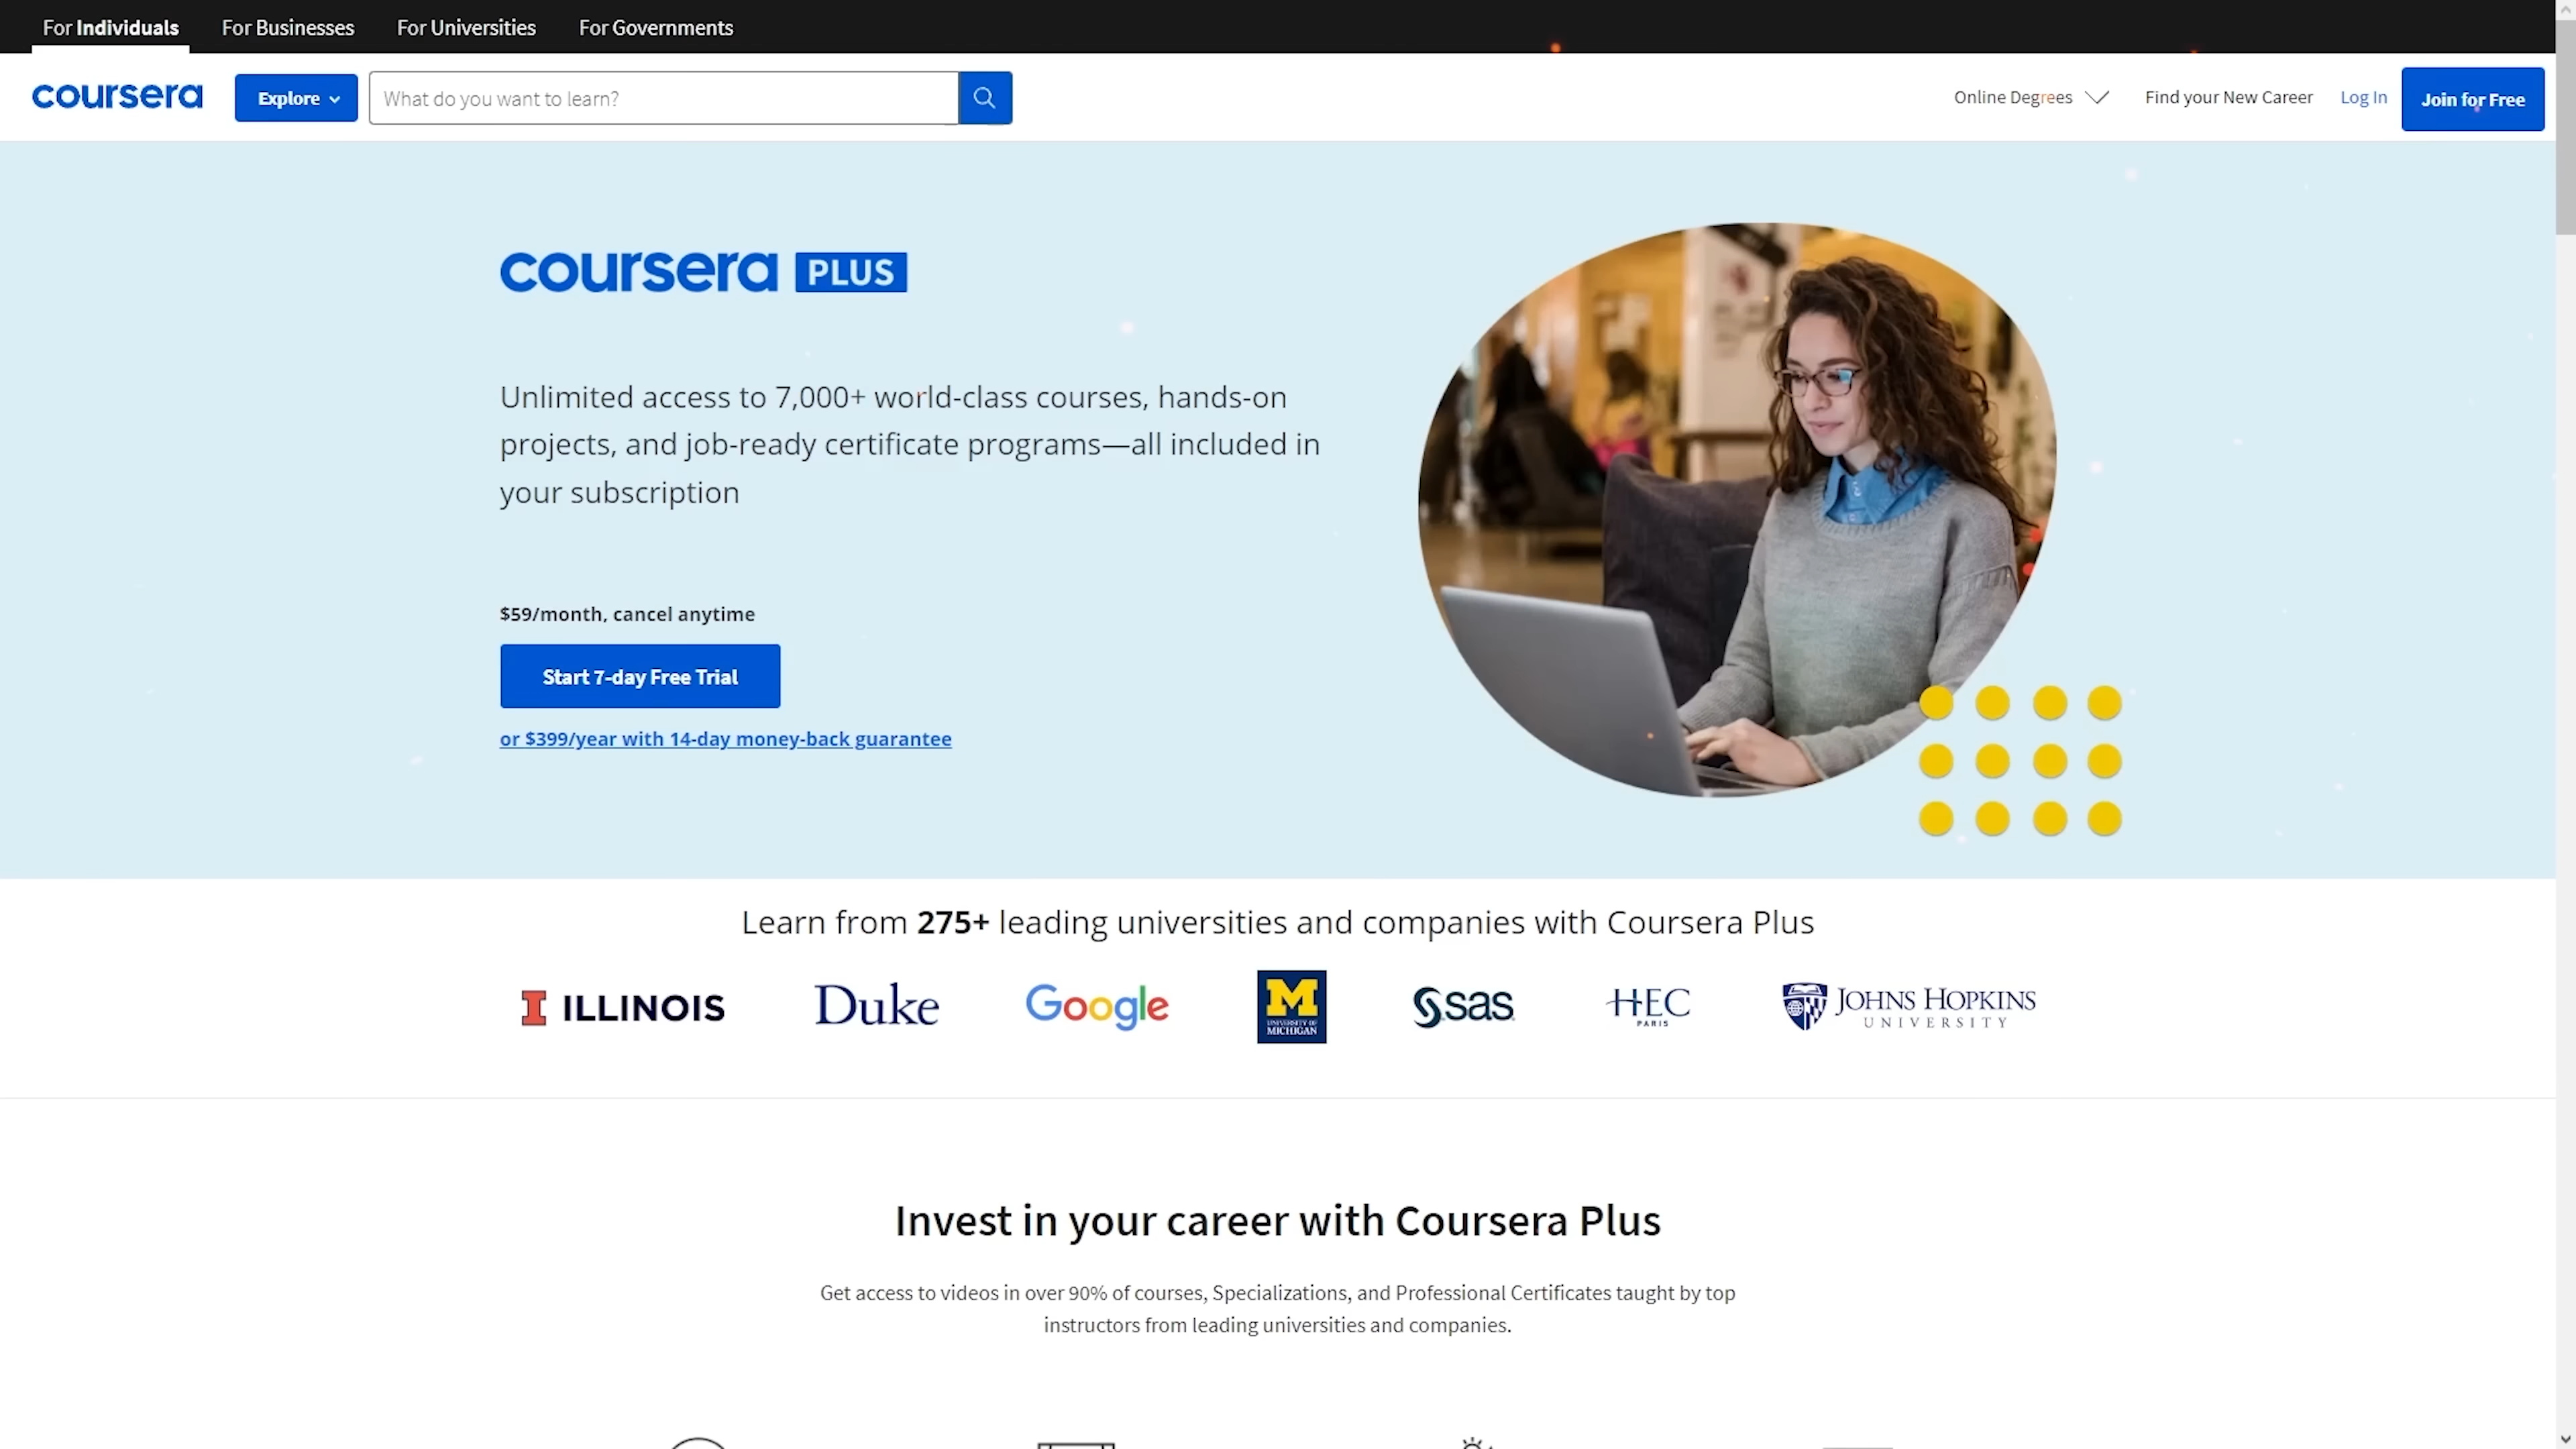 For Individuals For Businesses For Universities For Governments
coursera Explore What do you want to learn? Online Degrees Find your New Career Log In Join for Free
coursera PLUS
Unlimited access to 7,000+ world-class courses, hands-on
projects, and job-ready certificate programs—all included in
your subscription
$59/month, cancel anytime
Start 7-day Free Trial
or $399/year with 14-day money-back guarantee
Learn from 275+ leading universities and companies with Coursera Plus
I ILLINOIS Duke Google M UNIVERSITY OF MICHIGAN sas HEC PARIS JOHNS HOPKINS UNIVERSITY
Invest in your career with Coursera Plus
Get access to videos in over 90% of courses, Specializations, and Professional Certificates taught by top
instructors from leading universities and companies.